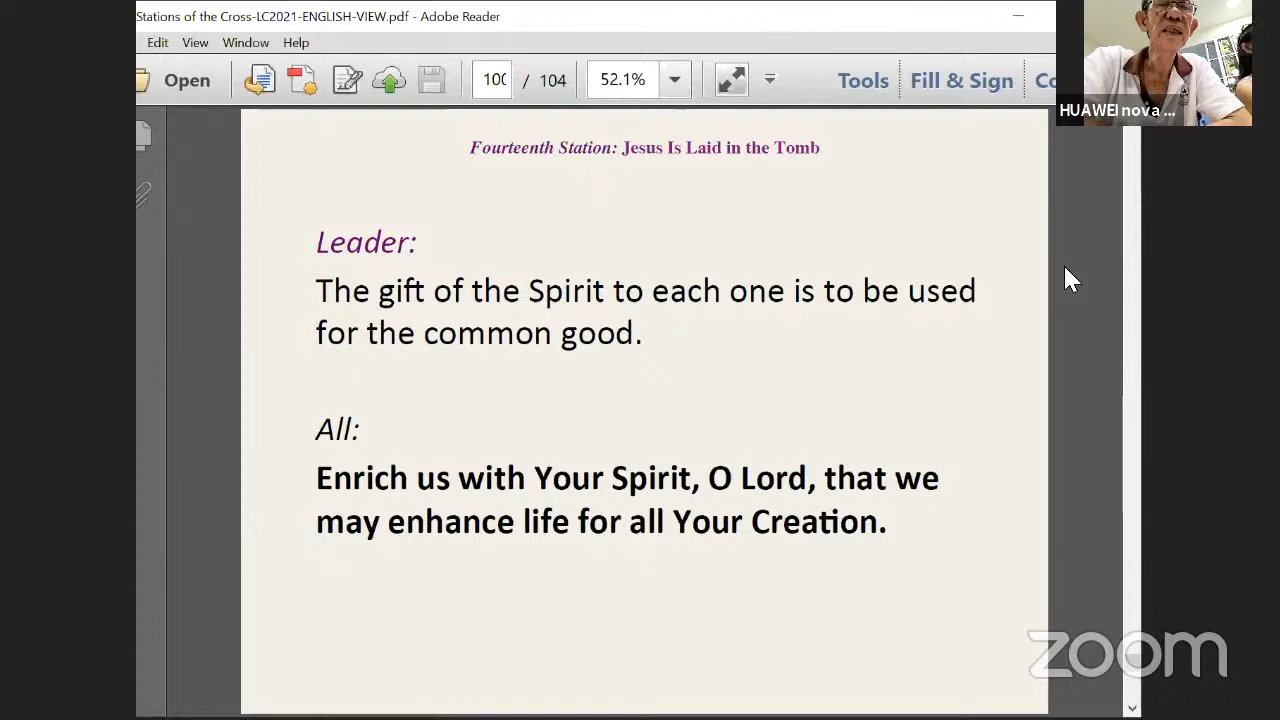 Stations of the Cross-LC2021-ENGLISH-VIEW.pdf - Adobe Reader
Edit View Window Help
Open 100 / 104 52.1% Tools Fill & Sign Co
HUAWEI nova ...
Fourteenth Station: Jesus Is Laid in the Tomb
Leader:
The gift of the Spirit to each one is to be used
for the common good.
All:
Enrich us with Your Spirit, O Lord, that we
may enhance life for all Your Creation.
zoom